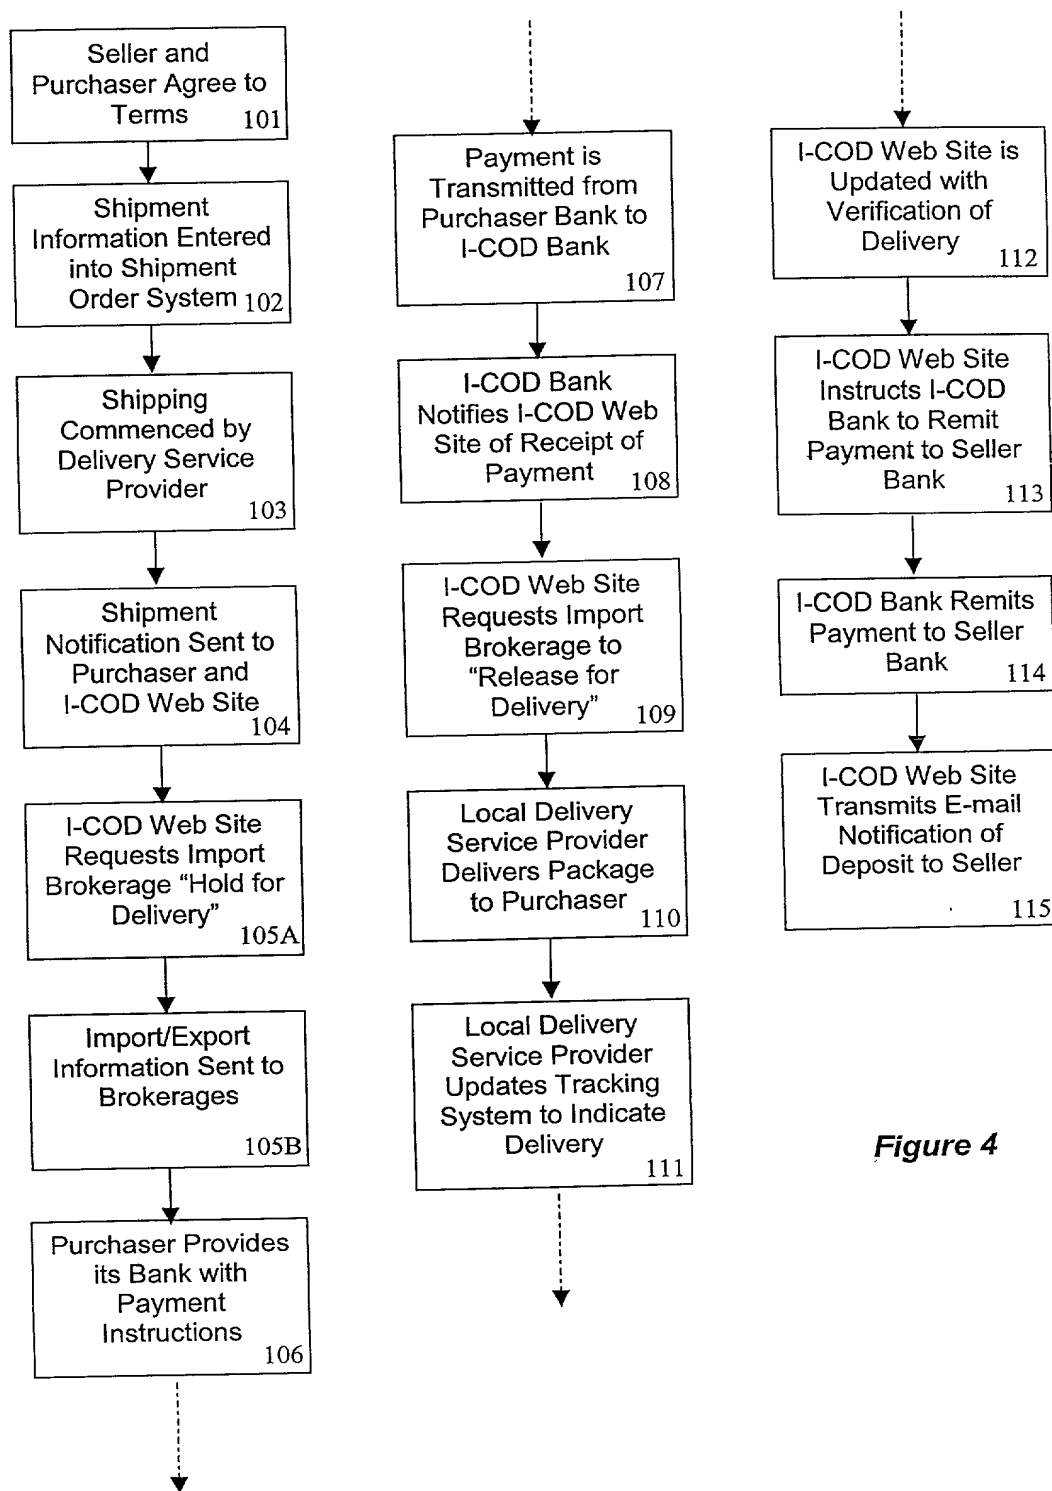 Seller and
Purchaser Agree to
Terms
101
Shipment
Information Entered
into Shipment
Order System
102
Shipping
Commenced by
Delivery Service
Provider
103
Shipment
Notification Sent to
Purchaser and
I-COD Web Site
104
I-COD Web Site
Requests Import
Brokerage “Hold for
Delivery”
105A
Import/Export
Information Sent to
Brokerages
105B
Purchaser Provides
its Bank with
Payment
Instructions
106
Payment is
Transmitted from
Purchaser Bank to
I-COD Bank
107
I-COD Bank
Notifies I-COD Web
Site of Receipt of
Payment
108
I-COD Web Site
Requests Import
Brokerage to
“Release for
Delivery”
109
Local Delivery
Service Provider
Delivers Package
to Purchaser
110
Local Delivery
Service Provider
Updates Tracking
System to Indicate
Delivery
111
I-COD Web Site is
Updated with
Verification of
Delivery
112
I-COD Web Site
Instructs I-COD
Bank to Remit
Payment to Seller
Bank
113
I-COD Bank Remits
Payment to Seller
Bank
114
I-COD Web Site
Transmits E-mail
Notification of
Deposit to Seller
115
Figure 4